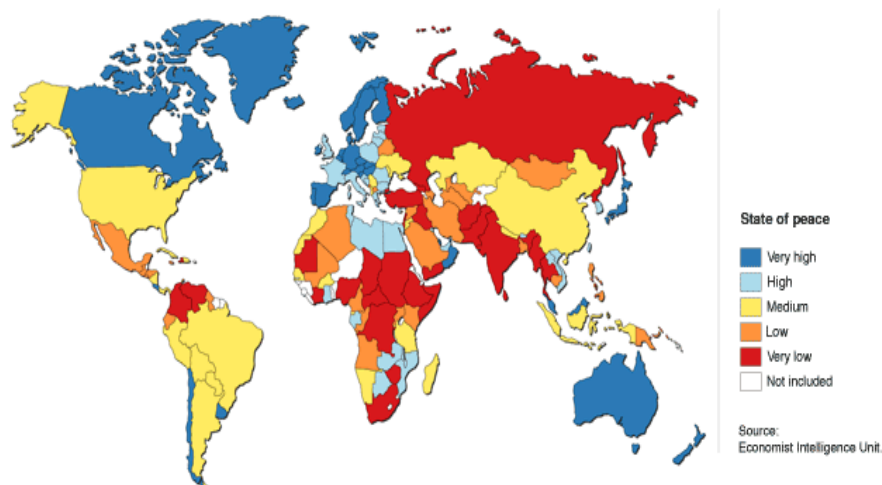 State of peace
Very high
High
Medium
Low
Very low
Not included
Source:
Economist Intelligence Unit.